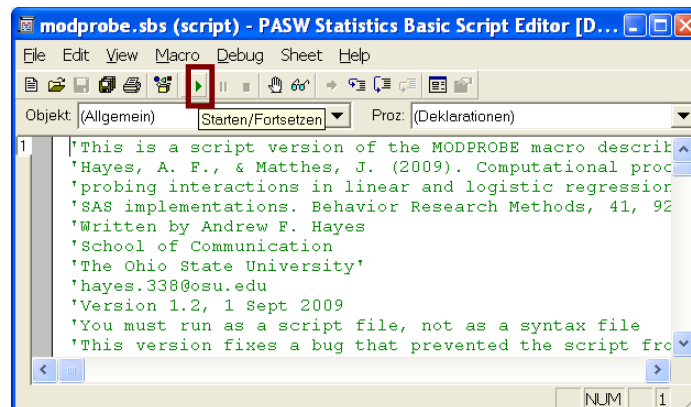 modprobe.sbs (script) - PASW Statistics Basic Script Editor [D...
File Edit View Macro Debug Sheet Help
Objekt: (Allgemein) Proz: (Deklarationen)
Starten/Fortsetzen
1 'This is a script version of the MODPROBE macro describ
'Hayes, A. F., & Matthes, J. (2009). Computational proc
'probing interactions in linear and logistic regression
'SAS implementations. Behavior Research Methods, 41, 92
'Written by Andrew F. Hayes
'School of Communication
'The Ohio State University'
'hayes.338@osu.edu
'Version 1.2, 1 Sept 2009
'You must run as a script file, not as a syntax file
'This version fixes a bug that prevented the script fro
NUM 1